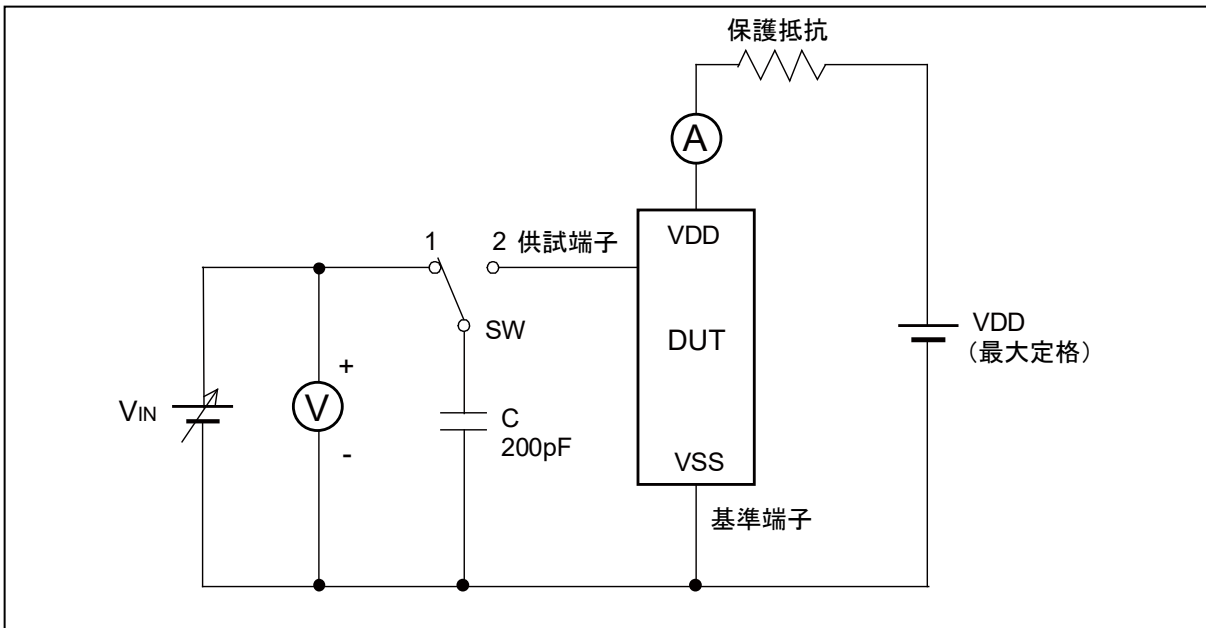 保護抵抗
A
VDD
1
2 供試端子
SW
DUT
VDD
（最大定格）
VIN
+
V
-
C
200pF
VSS
基準端子